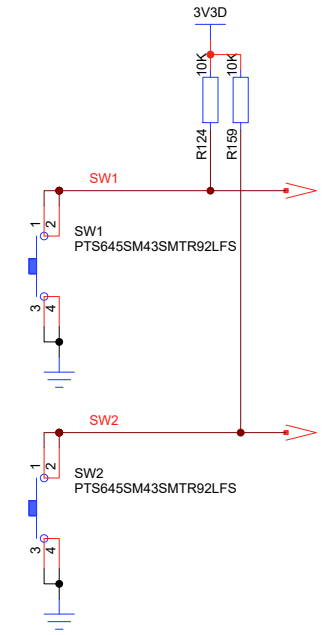 3V3D
10K
10K
R124
R159
SW1
1
2
SW1
PTS645SM43SMTR92LFS
3
4
SW2
1
2
SW2
PTS645SM43SMTR92LFS
3
4